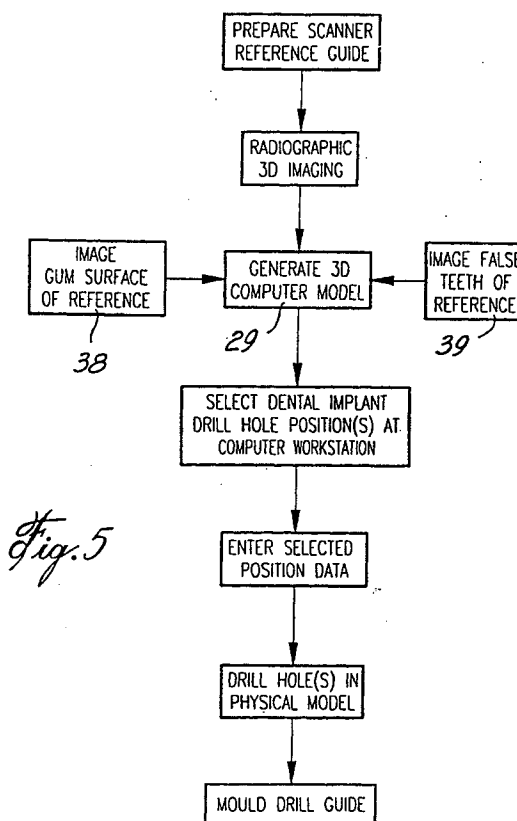 PREPARE SCANNER
REFERENCE GUIDE
RADIOGRAPHIC
3D IMAGING
IMAGE
GUM SURFACE
OF REFERENCE
38
GENERATE 3D
COMPUTER MODEL
29
IMAGE FALSE
TEETH OF
REFERENCE
39
SELECT DENTAL IMPLANT
DRILL HOLE POSITION(S) AT
COMPUTER WORKSTATION
Fig. 5
ENTER SELECTED
POSITION DATA
DRILL HOLE(S) IN
PHYSICAL MODEL
MOULD DRILL GUIDE